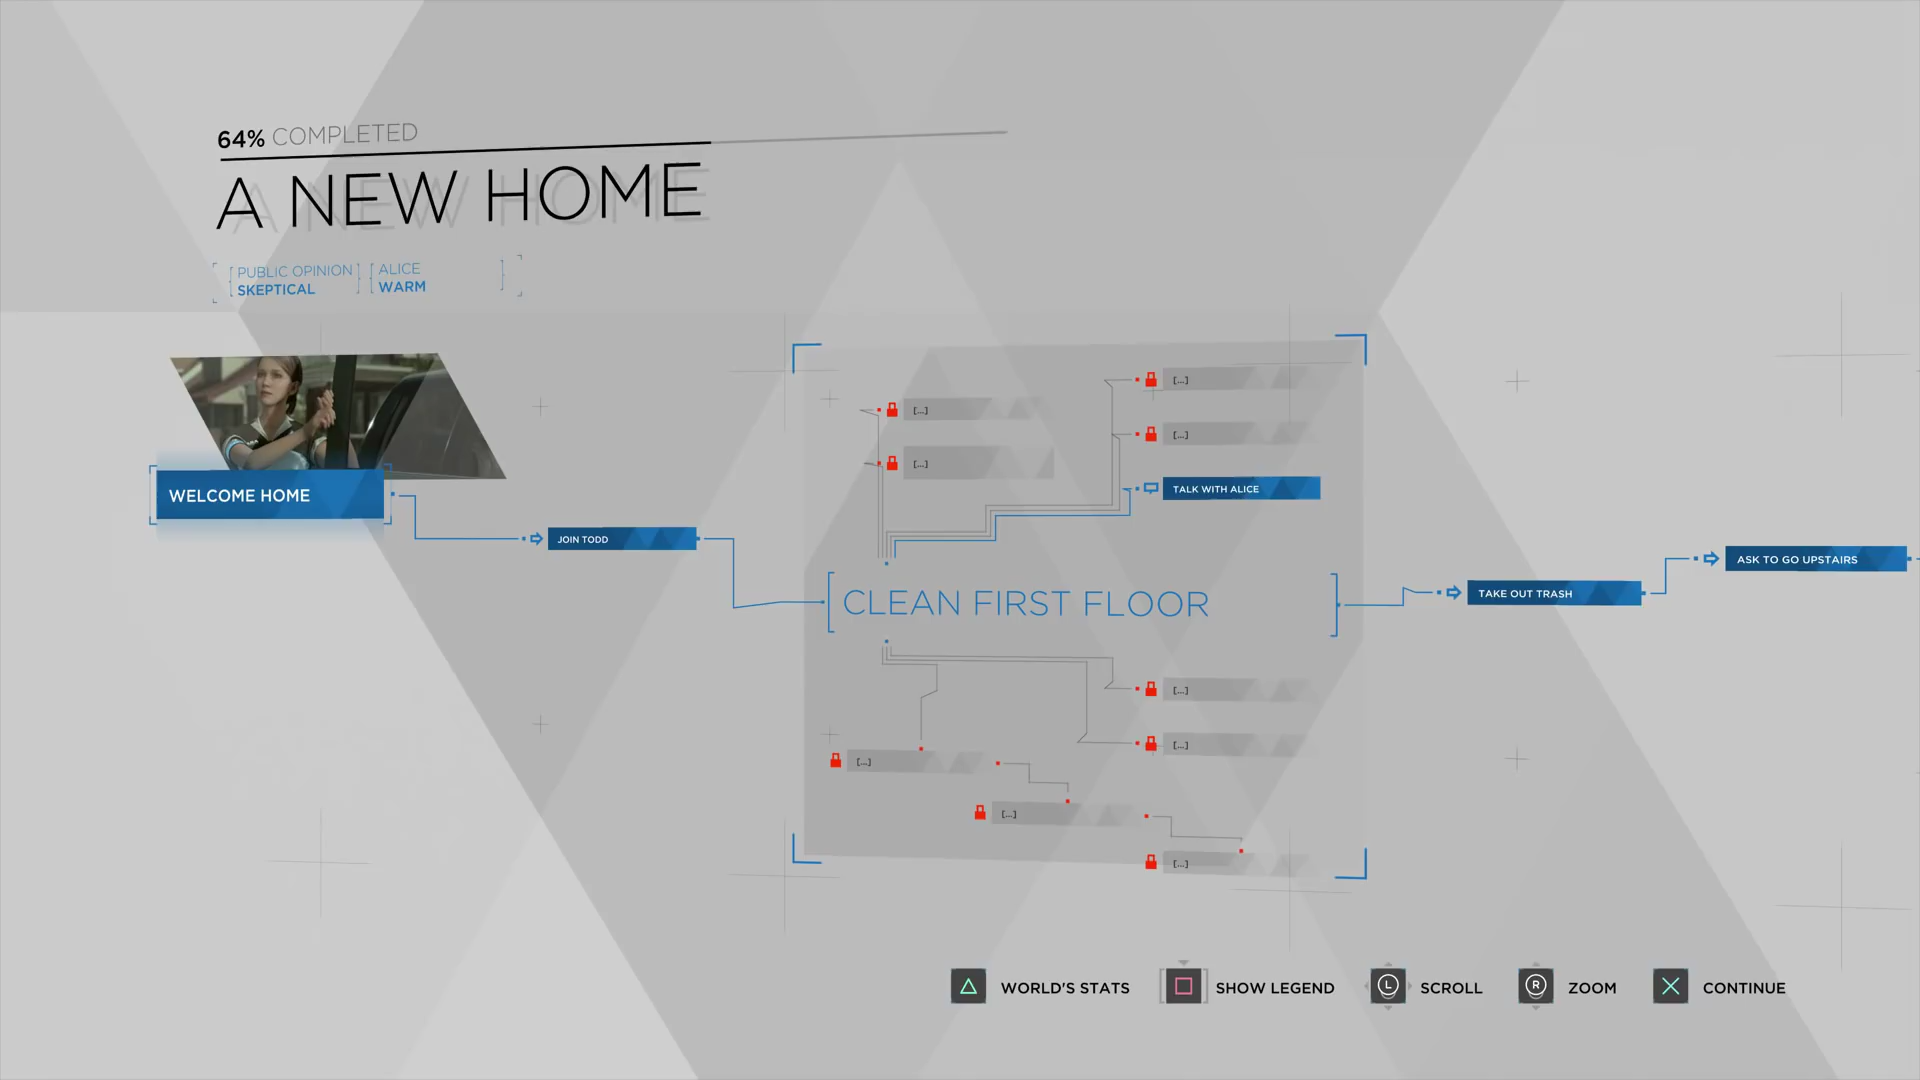 64% COMPLETED
A NEW HOME
PUBLIC OPINION
SKEPTICAL
ALICE
WARM
WELCOME HOME
JOIN TODD
[...]
[...]
[...]
[...]
TALK WITH ALICE
CLEAN FIRST FLOOR
[...]
[...]
[...]
[...]
[...]
TAKE OUT TRASH
ASK TO GO UPSTAIRS
WORLD'S STATS
SHOW LEGEND
L
SCROLL
R
ZOOM
CONTINUE